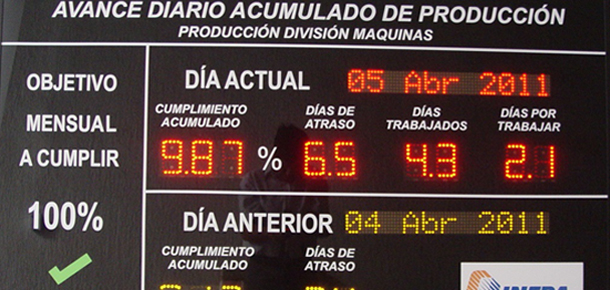 AVANCE DIARIO ACUMULADO DE PRODUCCIÓN
PRODUCCIÓN DIVISIÓN MAQUINAS
OBJETIVO
MENSUAL
A CUMPLIR
100%
DÍA ACTUAL 05 Abr 2011
CUMPLIMIENTO ACUMULADO
9.87 %
DÍAS DE ATRASO
6.5
DÍAS TRABAJADOS
4.3
DÍAS POR TRABAJAR
2.1
DÍA ANTERIOR 04 Abr 2011
CUMPLIMIENTO ACUMULADO
DÍAS DE ATRASO